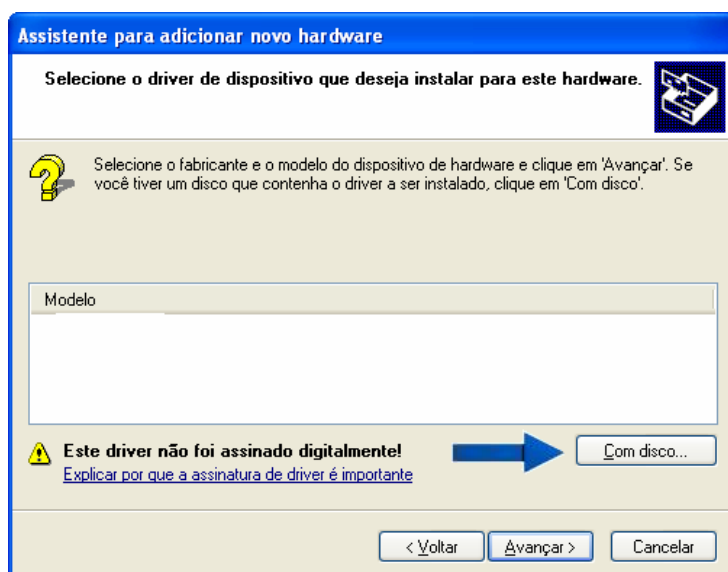 Assistente para adicionar novo hardware
Selecione o driver de dispositivo que deseja instalar para este hardware.
Selecione o fabricante e o modelo do dispositivo de hardware e clique em 'Avançar'. Se
você tiver um disco que contenha o driver a ser instalado, clique em 'Com disco'.
Modelo
Este driver não foi assinado digitalmente!
Com disco...
Explicar por que a assinatura de driver é importante
< Voltar
Avançar >
Cancelar